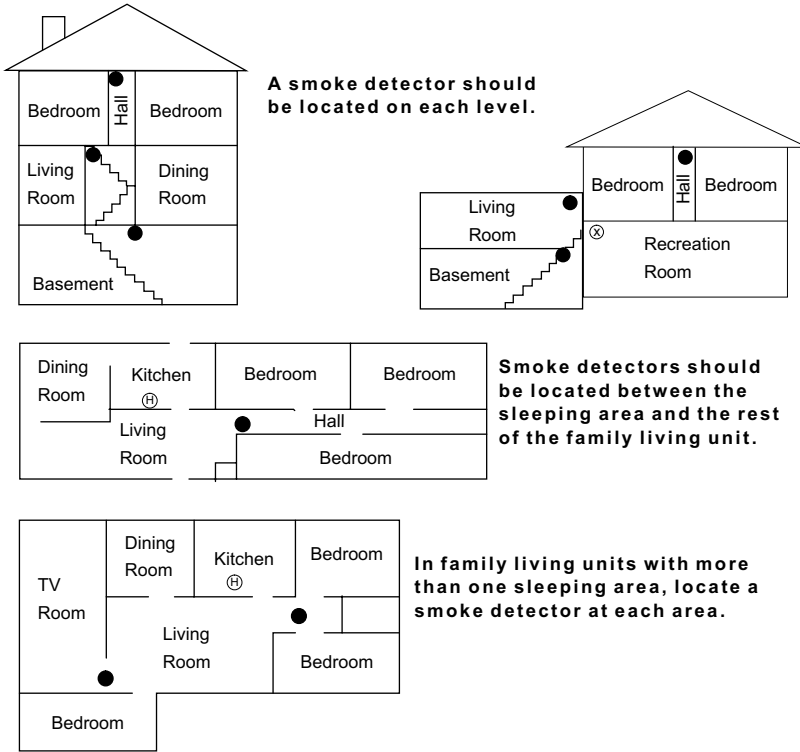 A smoke detector should
be located on each level.
Bedroom
Hall
Bedroom
Living
Room
Dining
Room
Basement
Bedroom
Hall
Bedroom
Living
Room
X
Recreation
Room
Basement
Dining
Room
Kitchen
H
Bedroom
Bedroom
Living
Room
Hall
Bedroom
Smoke detectors should
be located between the
sleeping area and the rest
of the family living unit.
TV
Room
Dining
Room
Kitchen
H
Bedroom
Living
Room
Bedroom
Bedroom
In family living units with more
than one sleeping area, locate a
smoke detector at each area.